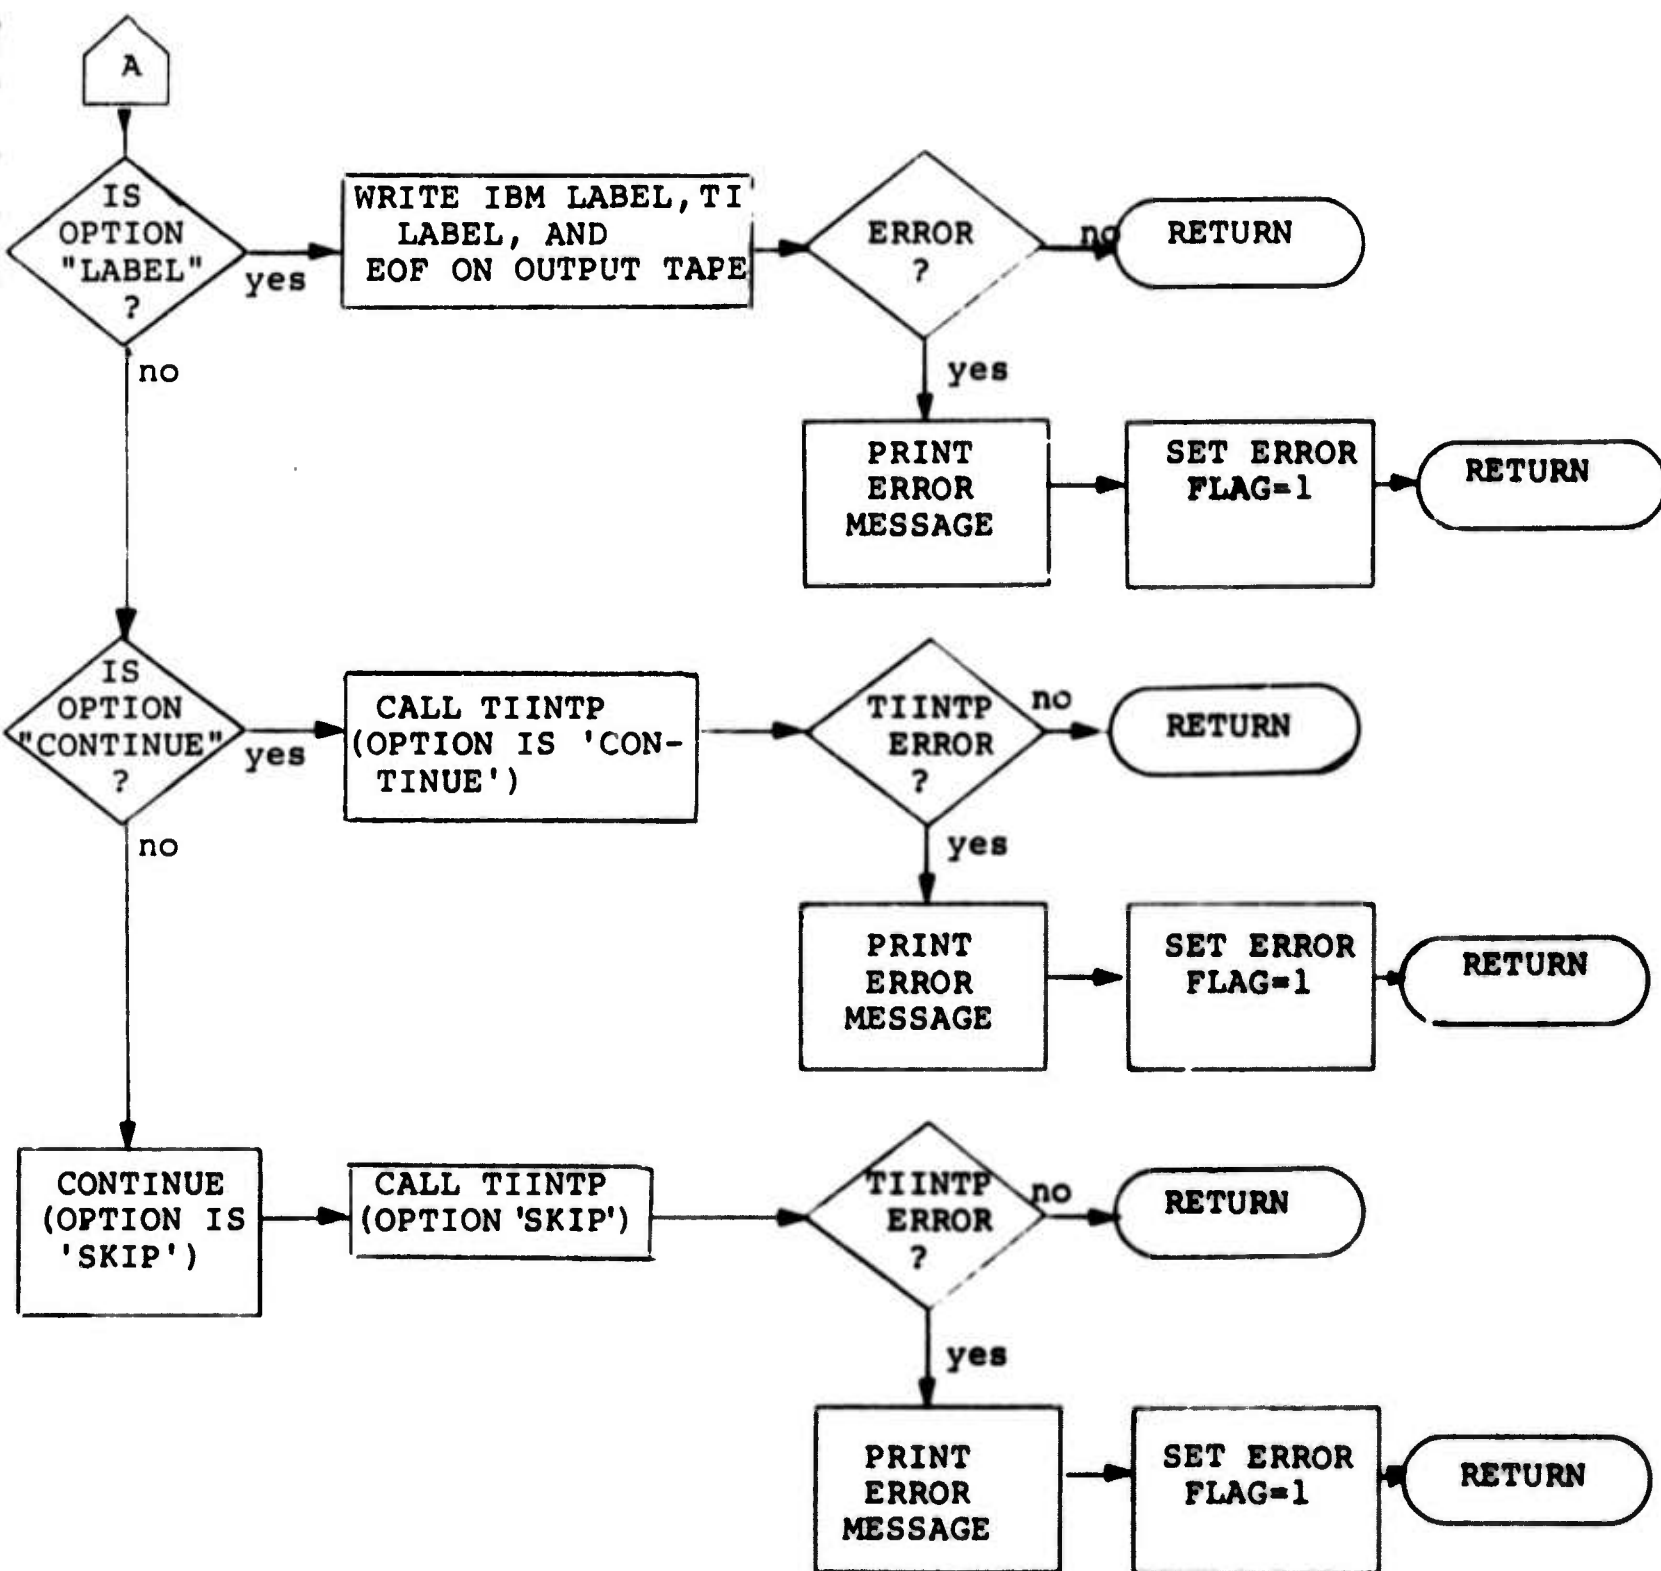 A
IS
OPTION
"LABEL"
?
yes
WRITE IBM LABEL, TI
LABEL, AND
EOF ON OUTPUT TAPE
ERROR
?
no
RETURN
yes
PRINT
ERROR
MESSAGE
SET ERROR
FLAG=1
RETURN
no
IS
OPTION
"CONTINUE"
?
yes
CALL TIINTP
(OPTION IS 'CON-
TINUE')
TIINTP
ERROR
?
no
RETURN
yes
PRINT
ERROR
MESSAGE
SET ERROR
FLAG=1
RETURN
no
CONTINUE
(OPTION IS
'SKIP')
CALL TIINTP
(OPTION 'SKIP')
TIINTP
ERROR
?
no
RETURN
yes
PRINT
ERROR
MESSAGE
SET ERROR
FLAG=1
RETURN